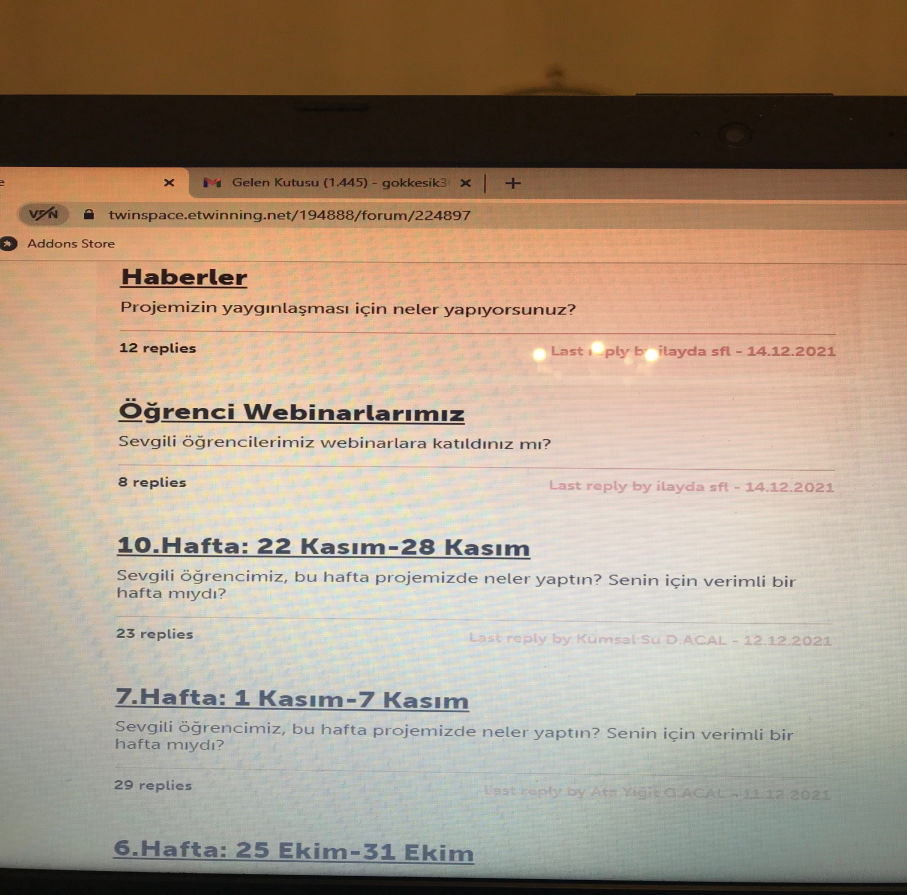 Gelen Kutusu (1.445) - gokkesik3
VPN
twinspace.etwinning.net/194888/forum/224897
Addons Store
Haberler
Projemizin yaygınlaşması için neler yapıyorsunuz?
12 replies
Last reply by ilayda sfl - 14.12.2021
Öğrenci Webinarlarımız
Sevgili öğrencilerimiz webinarlara katıldınız mı?
8 replies
Last reply by ilayda sfl - 14.12.2021
10.Hafta: 22 Kasım-28 Kasım
Sevgili öğrencimiz, bu hafta projemizde neler yaptın? Senin için verimli bir
hafta mıydı?
23 replies
Last reply by Kumsal Su D.ACAL - 12.12.2021
7.Hafta: 1 Kasım-7 Kasım
Sevgili öğrencimiz, bu hafta projemizde neler yaptın? Senin için verimli bir
hafta mıydı?
29 replies
Last reply by Ata Yiğit G.ACAL - 11.12.2021
6.Hafta: 25 Ekim-31 Ekim